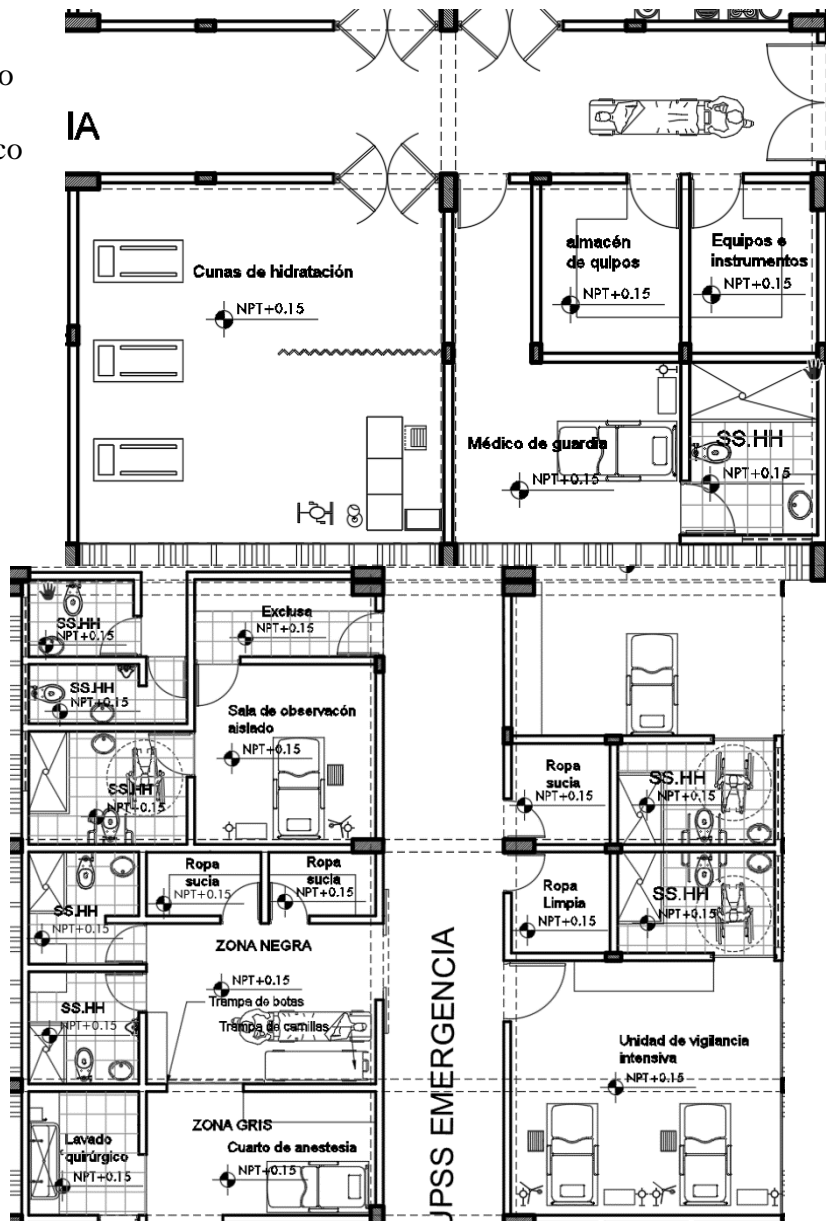 o
IA
co
Cunas de hidratación
NPT+0.15
almacén
de quipos
NPT+0.15
Equipos e
instrumentos
NPT+0.15
Médico de guardia
NPT+0.15
SS.HH
NPT+0.15
SS.HH
NPT+0.15
Exclusa
NPT+0.15
SS.HH
NPT+0.15
Sala de observacón
aislado
NPT+0.15
SS.HH
NPT+0.15
Ropa
sucia
NPT+0.15
SS.HH
NPT+0.15
Ropa
sucia
NPT+0.15
Ropa
sucia
NPT+0.15
SS.HH
NPT+0.15
Ropa
Limpia
NPT+0.15
SS.HH
NPT+0.15
ZONA NEGRA
NPT+0.15
Trampa de botas
Trampa de camillas
SS.HH
NPT+0.15
UPSS EMERGENCIA
Unidad de vigilancia
intensiva
NPT+0.15
ZONA GRIS
Lavado
quirúrgico
NPT+0.15
Cuarto de anestesia
NPT+0.15